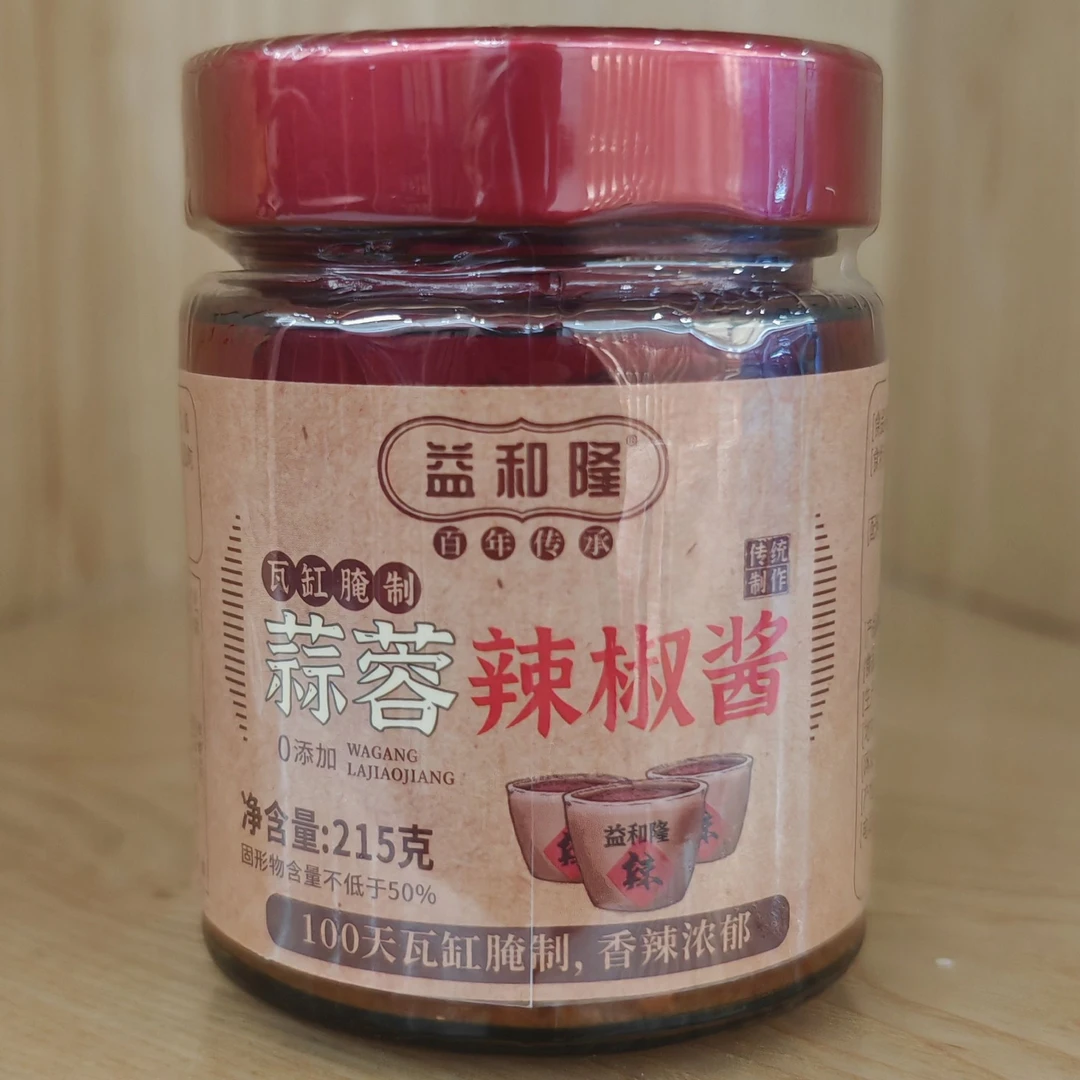 益和隆
百年传承
传统
制作
瓦缸腌制
蒜蓉辣椒酱
0添加
WAGANG
LAJIAOJIANG
益和隆
辣
净含量:215克
固形物含量不低于50%
100天瓦缸腌制, 香辣浓郁